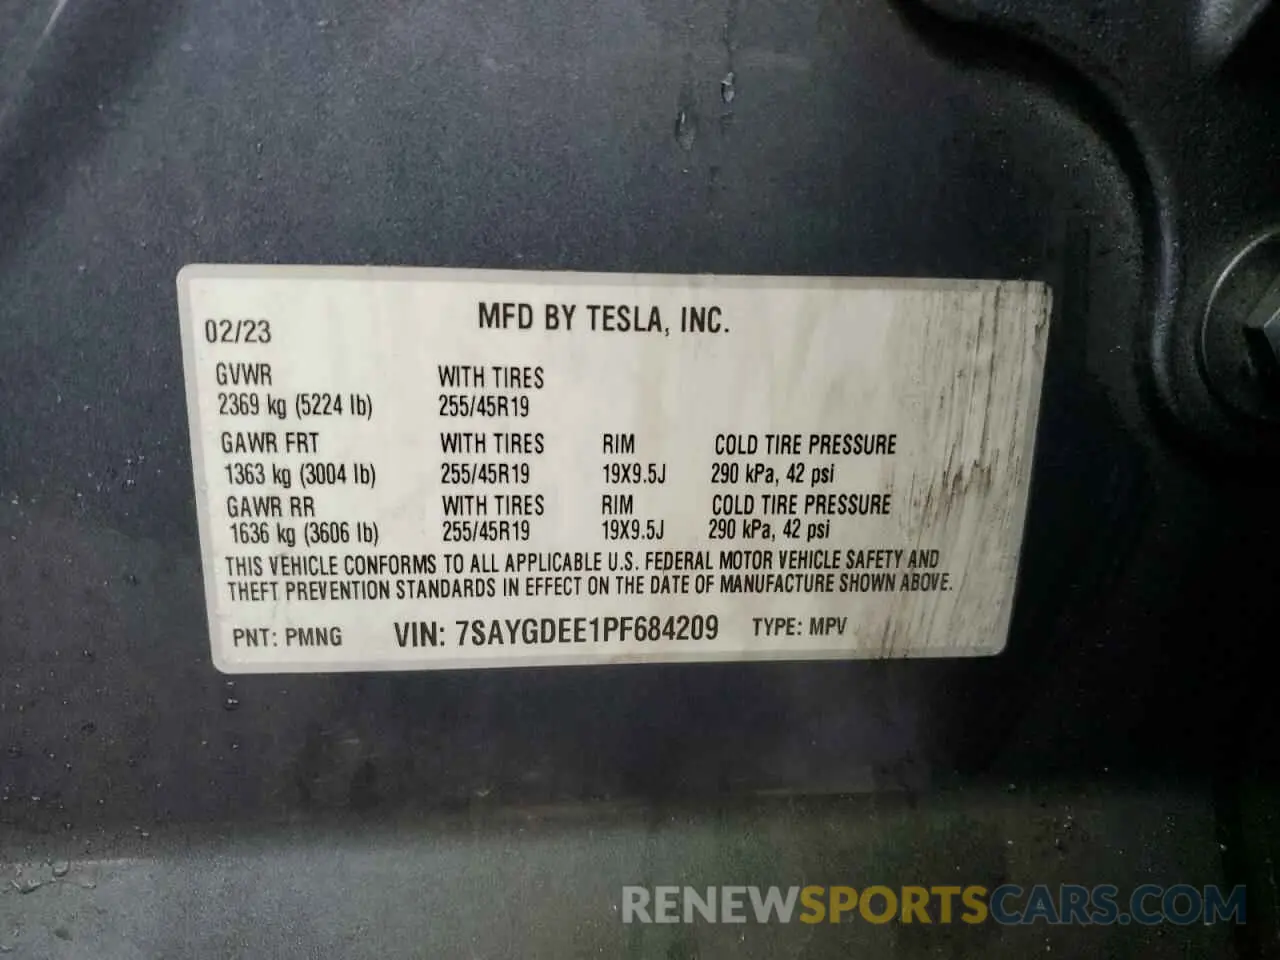 MFD BY TESLA, INC.
02/23
GVWR WITH TIRES
2369 kg (5224 lb) 255/45R19
GAWR FRT WITH TIRES RIM COLD TIRE PRESSURE
1363 kg (3004 lb) 255/45R19 19X9.5J 290 kPa, 42 psi
GAWR RR WITH TIRES RIM COLD TIRE PRESSURE
1636 kg (3606 lb) 255/45R19 19X9.5J 290 kPa, 42 psi
THIS VEHICLE CONFORMS TO ALL APPLICABLE U.S. FEDERAL MOTOR VEHICLE SAFETY AND
THEFT PREVENTION STANDARDS IN EFFECT ON THE DATE OF MANUFACTURE SHOWN ABOVE.
PNT: PMNG VIN: 7SAYGDEE1PF684209 TYPE: MPV
RENEWSPORTSCARS.COM